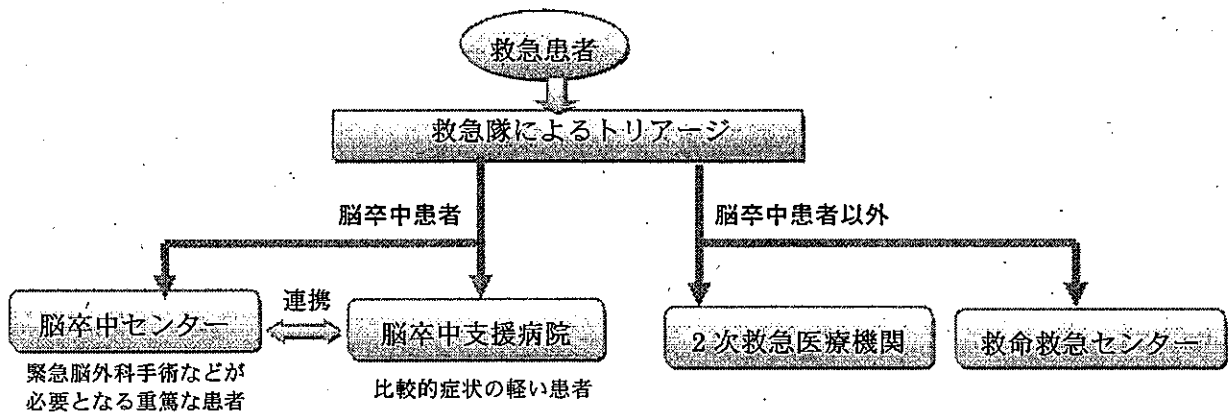 救急患者
救急隊によるトリアージ
脳卒中患者
脳卒中患者以外
脳卒中センター
連携
脳卒中支援病院
2次救急医療機関
救命救急センター
緊急脳外科手術などが
必要となる重篤な患者
比較的症状の軽い患者